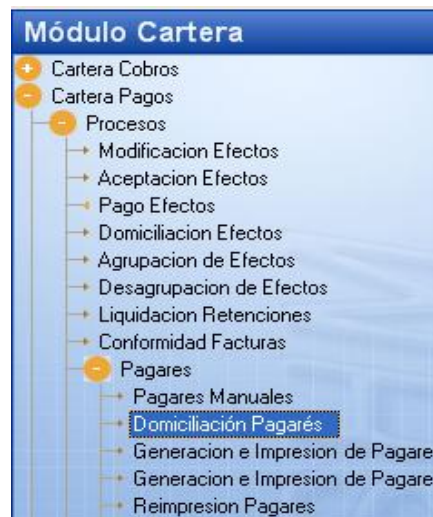 Módulo Cartera
Cartera Cobros
Cartera Pagos
Procesos
Modificacion Efectos
Aceptacion Efectos
Pago Efectos
Domiciliacion Efectos
Agrupacion de Efectos
Desagrupacion de Efectos
Liquidacion Retenciones
Conformidad Facturas
Pagares
Pagares Manuales
Domiciliación Pagarés
Generacion e Impresion de Pagare
Generacion e Impresion de Pagare
Reimpresion Pagares